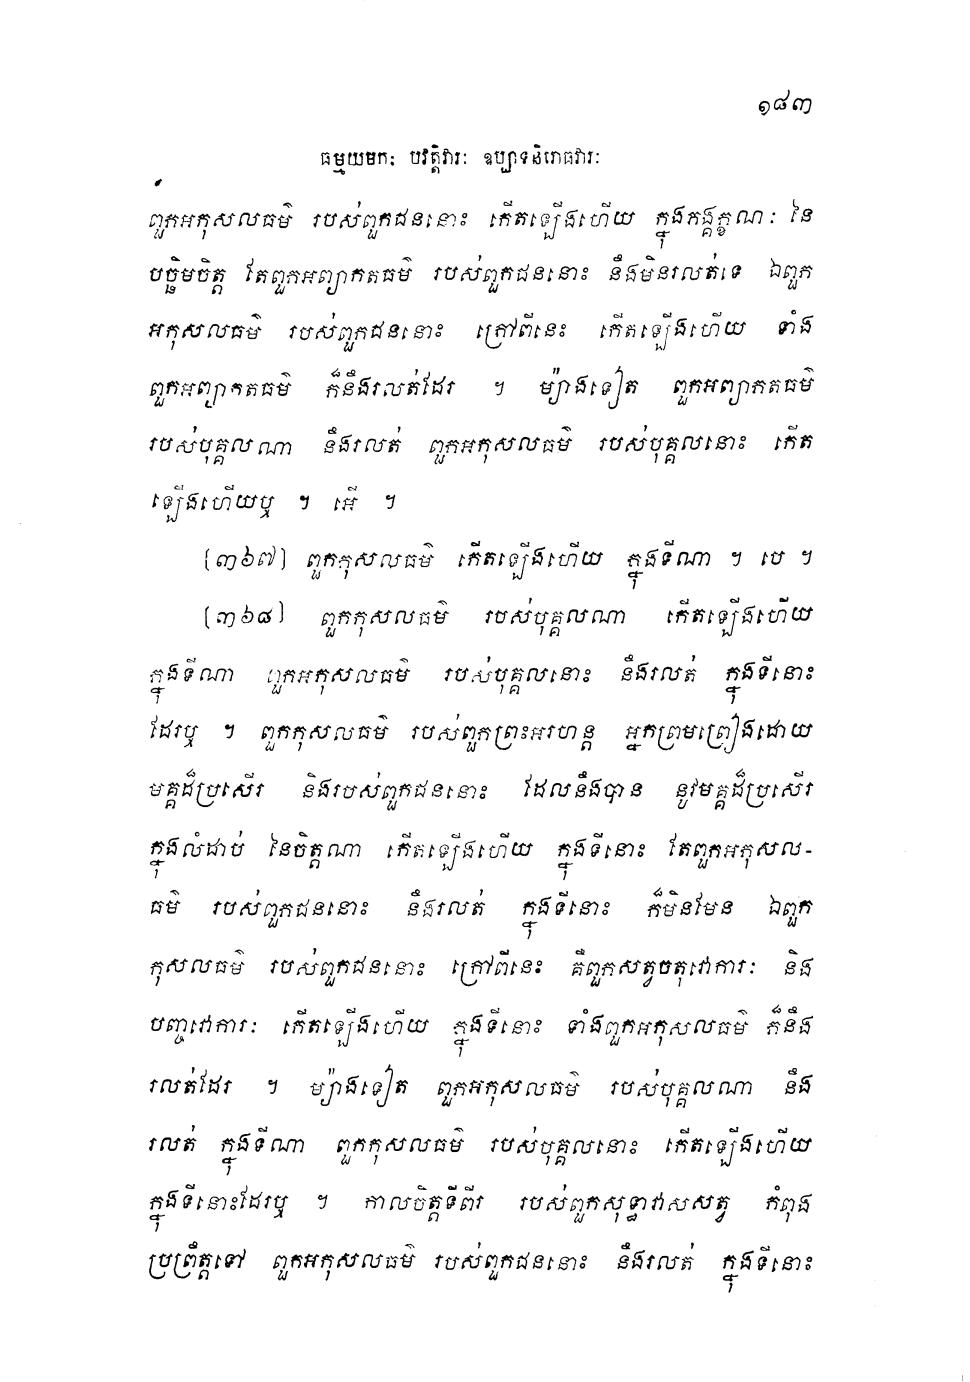 ១៨៣
ធម្មយមក: បវត្តិវារ: ឧប្បាទនិរោធវារ:
ពួកអកុសលធម៌ របស់ពួកជននោះ កើតឡើងហើយ ក្នុងភង្គក្ខណ: នៃ
បច្ឆិមចិត្ត តែពួកអព្យាកតធម៌ របស់ពួកជននោះ នឹងមិនរលត់ទេ ឯពួក
អកុសលធម៌ របស់ពួកជននោះ ក្រៅពីនេះ កើតឡើងហើយ ទាំង
ពួកអព្យាកតធម៌ ក៏នឹងរលត់ដែរ ។ ម្យ៉ាងទៀត ពួកអព្យាកតធម៌
របស់បុគ្គលណា នឹងរលត់ ពួកអកុសលធម៌ របស់បុគ្គលនោះ កើត
ឡើងហើយឬ ។ អើ ។
[៣៦៧] ពួកកុសលធម៌ កើតឡើងហើយ ក្នុងទីណា ។ បេ ។
[៣៦៨] ពួកកុសលធម៌ របស់បុគ្គលណា កើតឡើងហើយ
ក្នុងទីណា ពួកអកុសលធម៌ របស់បុគ្គលនោះ នឹងរលត់ ក្នុងទីនោះ
ដែរឬ ។ ពួកកុសលធម៌ របស់ពួកព្រះអរហន្ត អ្នកព្រមព្រៀងដោយ
មគ្គដ៏ប្រសើរ និងរបស់ពួកជននោះ ដែលនឹងបាន នូវមគ្គដ៏ប្រសើរ
ក្នុងលំដាប់ នៃចិត្តណា កើតឡើងហើយ ក្នុងទីនោះ តែពួកអកុសល-
ធម៌ របស់ពួកជននោះ នឹងរលត់ ក្នុងទីនោះ ក៏មិនមែន ឯពួក
កុសលធម៌ របស់ពួកជននោះ ក្រៅពីនេះ គឺពួកសត្វចតុវោការ: និង
បញ្ចវោការ: កើតឡើងហើយ ក្នុងទីនោះ ទាំងពួកអកុសលធម៌ ក៏នឹង
រលត់ដែរ ។ ម្យ៉ាងទៀត ពួកអកុសលធម៌ របស់បុគ្គលណា នឹង
រលត់ ក្នុងទីណា ពួកកុសលធម៌ របស់បុគ្គលនោះ កើតឡើងហើយ
ក្នុងទីនោះដែរឬ ។ កាលចិត្តទីពីរ របស់ពួកសុទ្ធាវាសសត្វ កំពុង
ប្រព្រឹត្តទៅ ពួកអកុសលធម៌ របស់ពួកជននោះ នឹងរលត់ ក្នុងទីនោះ